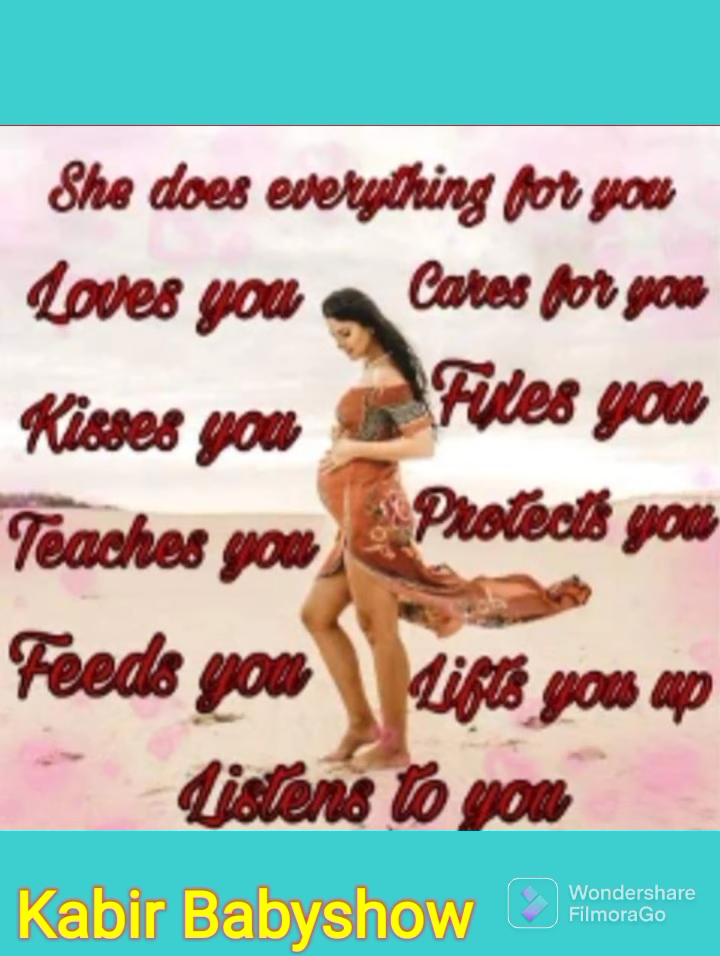 She does everything for you
Loves you
Cares for you
Kisses you
Fixes you
Teaches you
Protects you
Feeds you
Lifts you up
Listens to you
Kabir Babyshow
Wondershare
FilmoraGo